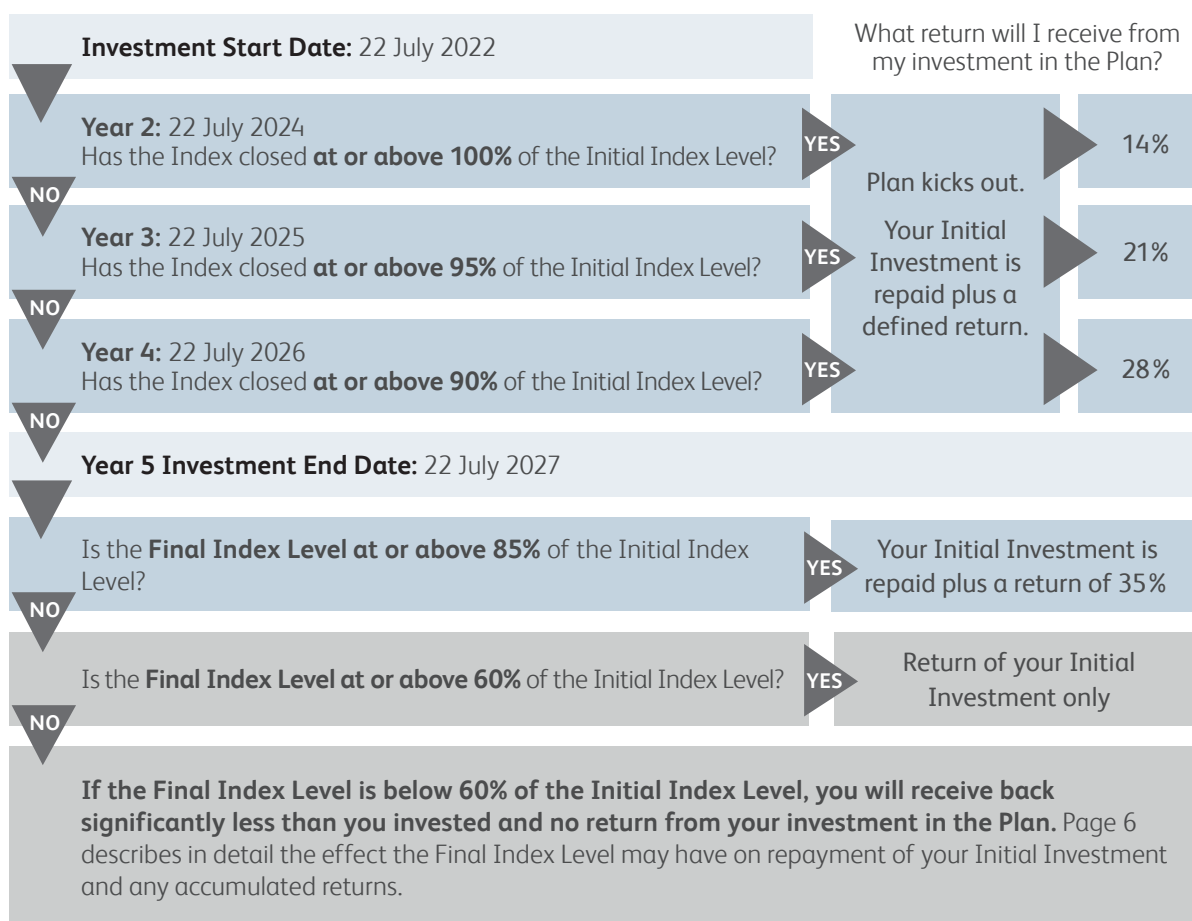 Investment Start Date: 22 July 2022
What return will I receive from
my investment in the Plan?
Year 2: 22 July 2024
Has the Index closed at or above 100% of the Initial Index Level?
YES
14%
NO
Plan kicks out.
Your Initial
Investment is
repaid plus a
defined return.
Year 3: 22 July 2025
Has the Index closed at or above 95% of the Initial Index Level?
YES
21%
NO
Year 4: 22 July 2026
Has the Index closed at or above 90% of the Initial Index Level?
YES
28%
NO
Year 5 Investment End Date: 22 July 2027
Is the Final Index Level at or above 85% of the Initial Index
Level?
YES
Your Initial Investment is
repaid plus a return of 35%
NO
Is the Final Index Level at or above 60% of the Initial Index Level?
YES
Return of your Initial
Investment only
NO
If the Final Index Level is below 60% of the Initial Index Level, you will receive back
significantly less than you invested and no return from your investment in the Plan. Page 6
describes in detail the effect the Final Index Level may have on repayment of your Initial Investment
and any accumulated returns.